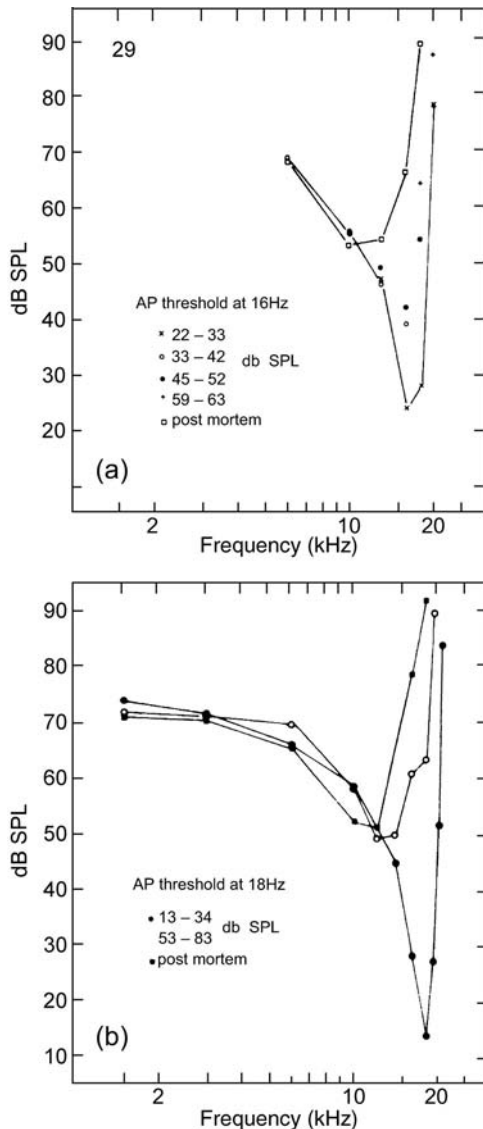 90
29
80
70
60
50
40
30
20
dB SPL
AP threshold at 16Hz
× 22 – 33
○ 33 – 42 db SPL
● 45 – 52
+ 59 – 63
□ post mortem
(a)
2
10
20
Frequency (kHz)
90
80
70
60
50
40
30
20
10
dB SPL
AP threshold at 18Hz
● 13 – 34
db SPL
53 – 83
■ post mortem
(b)
2
10
20
Frequency (kHz)